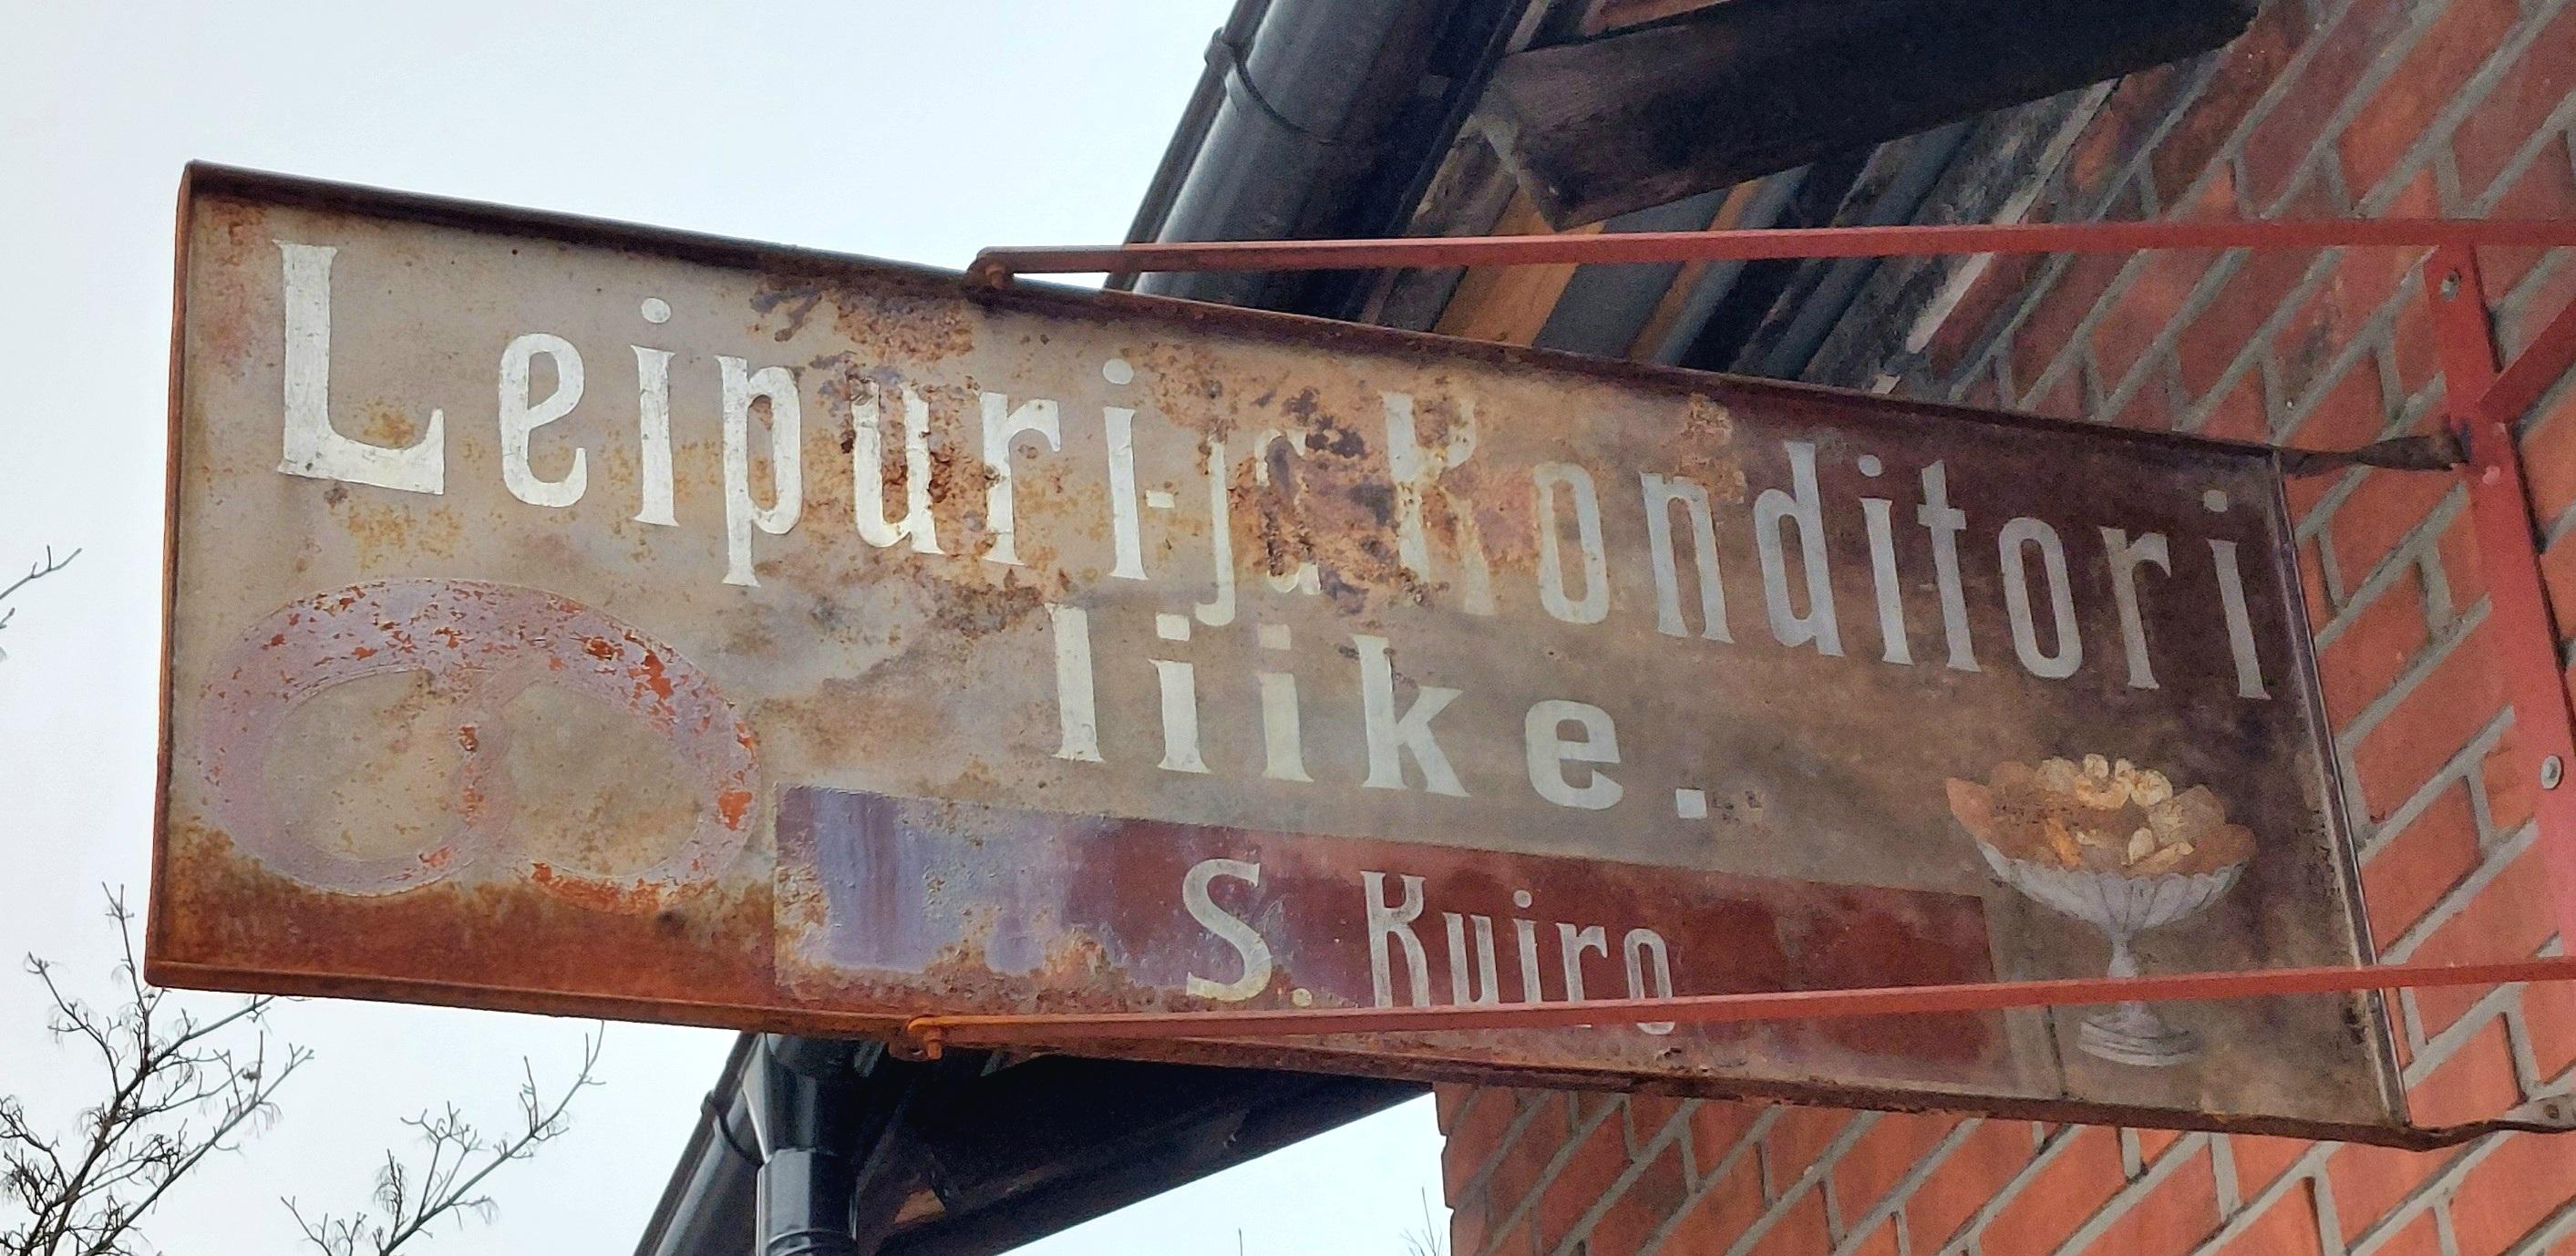 Leipuri-ja Konditori
liike.
S. Kuiro